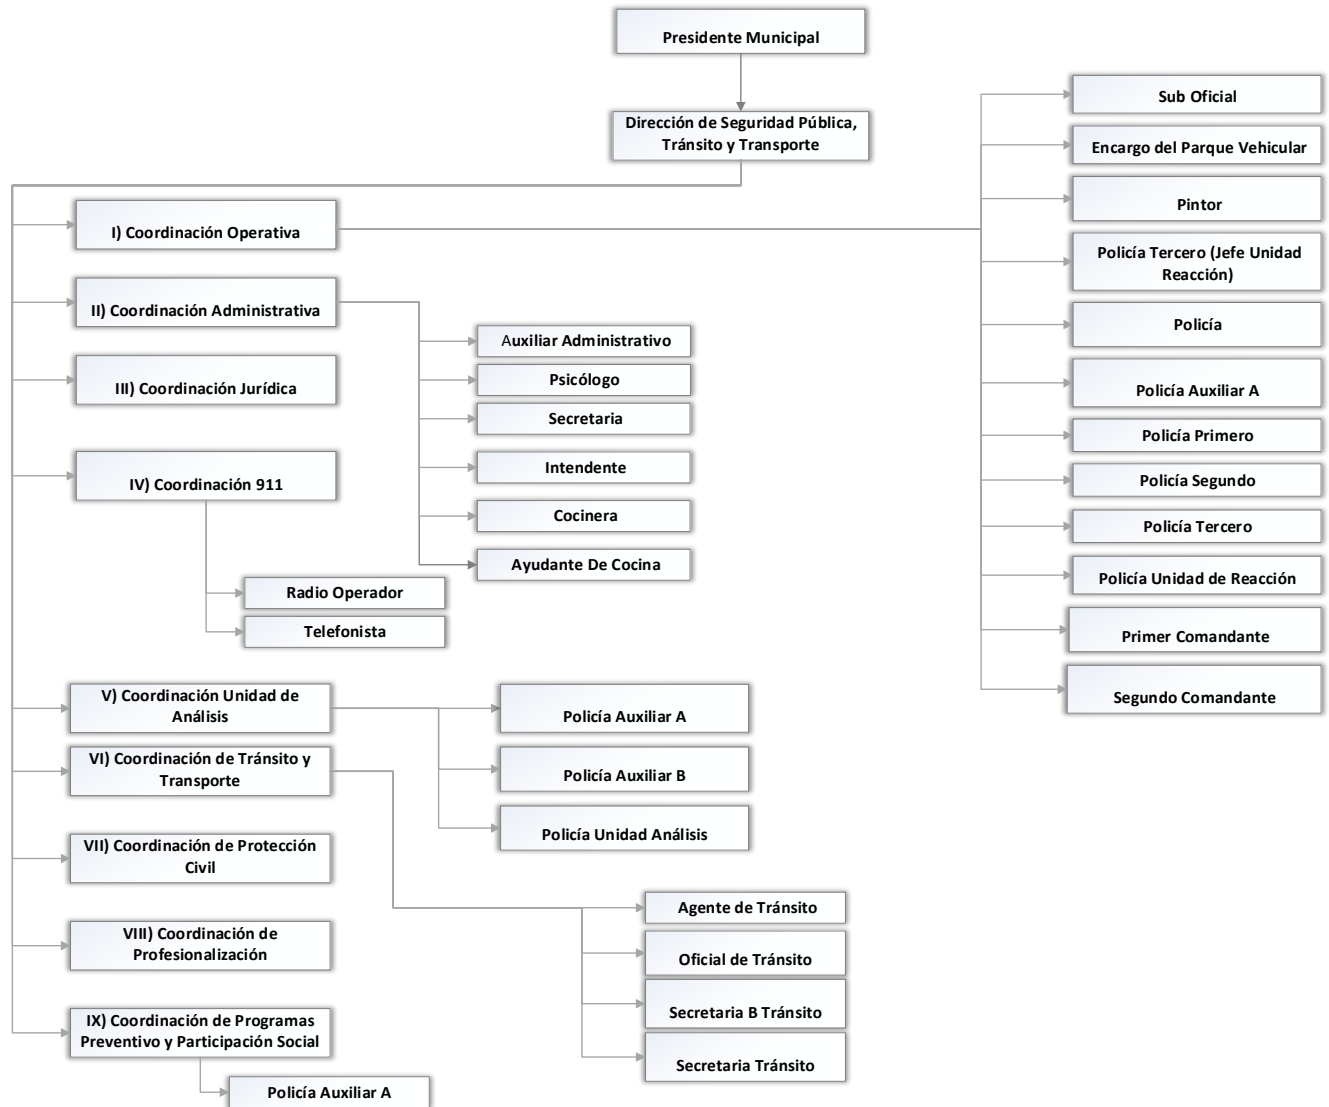 Presidente Municipal
Dirección de Seguridad Pública,
Tránsito y Transporte
I) Coordinación Operativa
Sub Oficial
Encargo del Parque Vehicular
Pintor
Policía Tercero (Jefe Unidad
Reacción)
Policía
Policía Auxiliar A
Policía Primero
Policía Segundo
Policía Tercero
Policía Unidad de Reacción
Primer Comandante
Segundo Comandante
II) Coordinación Administrativa
Auxiliar Administrativo
Psicólogo
Secretaria
Intendente
Cocinera
Ayudante De Cocina
III) Coordinación Jurídica
IV) Coordinación 911
Radio Operador
Telefonista
V) Coordinación Unidad de
Análisis
Policía Auxiliar A
Policía Auxiliar B
Policía Unidad Análisis
VI) Coordinación de Tránsito y
Transporte
Agente de Tránsito
Oficial de Tránsito
Secretaria B Tránsito
Secretaria Tránsito
VII) Coordinación de Protección
Civil
VIII) Coordinación de
Profesionalización
IX) Coordinación de Programas
Preventivo y Participación Social
Policía Auxiliar A